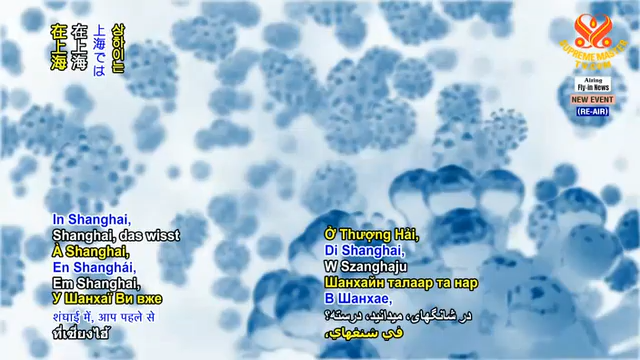 在上海
在上海
上海では
상하이는
SUPREME MASTER
TV.COM
Airing
Fly-in News
NEW EVENT
(RE-AIR)
In Shanghai,
Shanghai, das wisst
À Shanghai,
En Shanghái,
Em Shanghai,
У Шанхаї Ви вже
शंघाई में, आप पहले से
ที่เซี่ยงไฮ้
Ở Thượng Hải,
Di Shanghai,
W Szanghaju
Шанхайн талаар та нар
В Шанхае,
در شانگهای، میدانید، درسته؟
في شنغهاي،